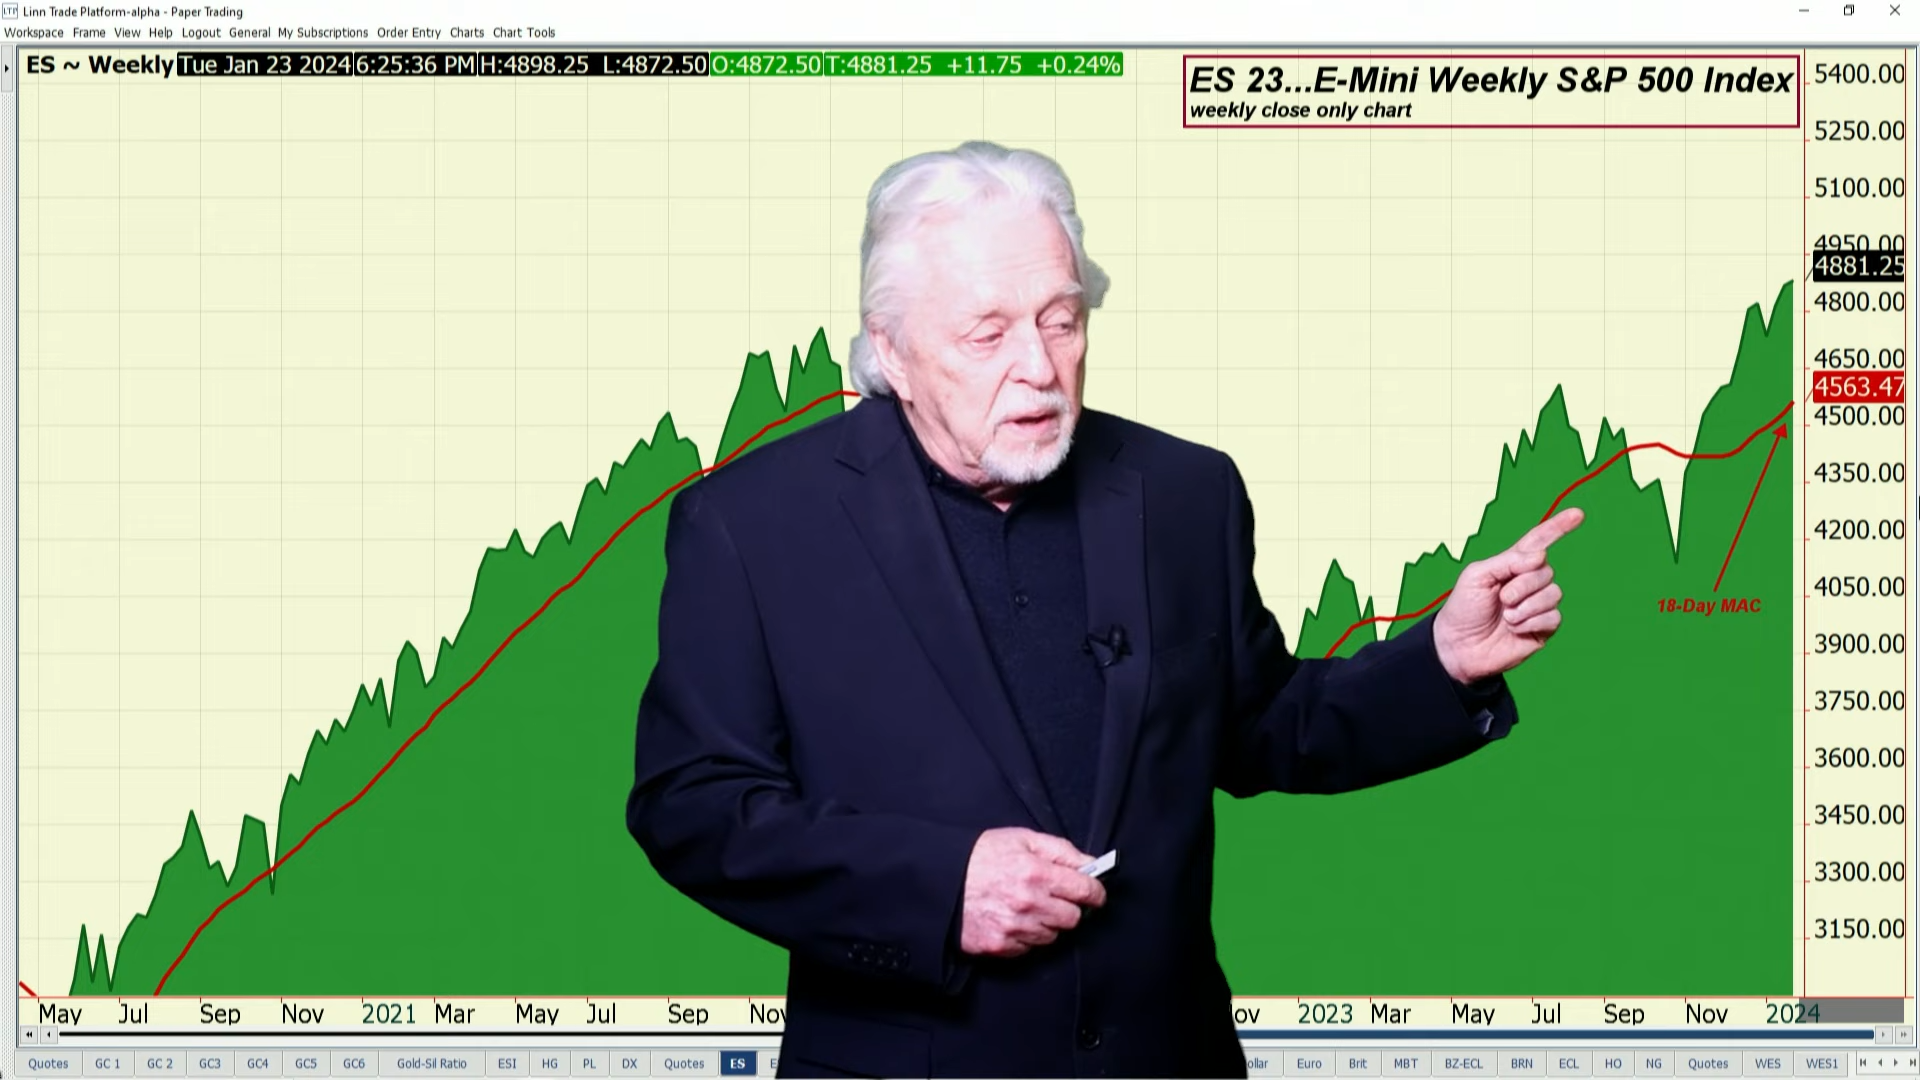 LTP Linn Trade Platform-alpha - Paper Trading
Workspace Frame View Help Logout General My Subscriptions Order Entry Charts Chart Tools
ES ~ Weekly Tue Jan 23 2024 6:25:36 PM H:4898.25 L:4872.50 O:4872.50 T:4881.25 +11.75 +0.24%
ES 23...E-Mini Weekly S&P 500 Index
weekly close only chart
5400.00
5250.00
5100.00
4950.00
4881.25
4800.00
4650.00
4563.47
4500.00
4350.00
4200.00
4050.00
18-Day MAC
3900.00
3750.00
3600.00
3450.00
3300.00
3150.00
May Jul Sep Nov 2021 Mar May Jul Sep Nov 2023 Mar May Jul Sep Nov 2024
Quotes GC 1 GC 2 GC3 GC4 GC5 GC6 Gold-Sil Ratio ESI HG PL DX Quotes ES Euro Brit MBT BZ-ECL BRN ECL HO NG Quotes WES WES1